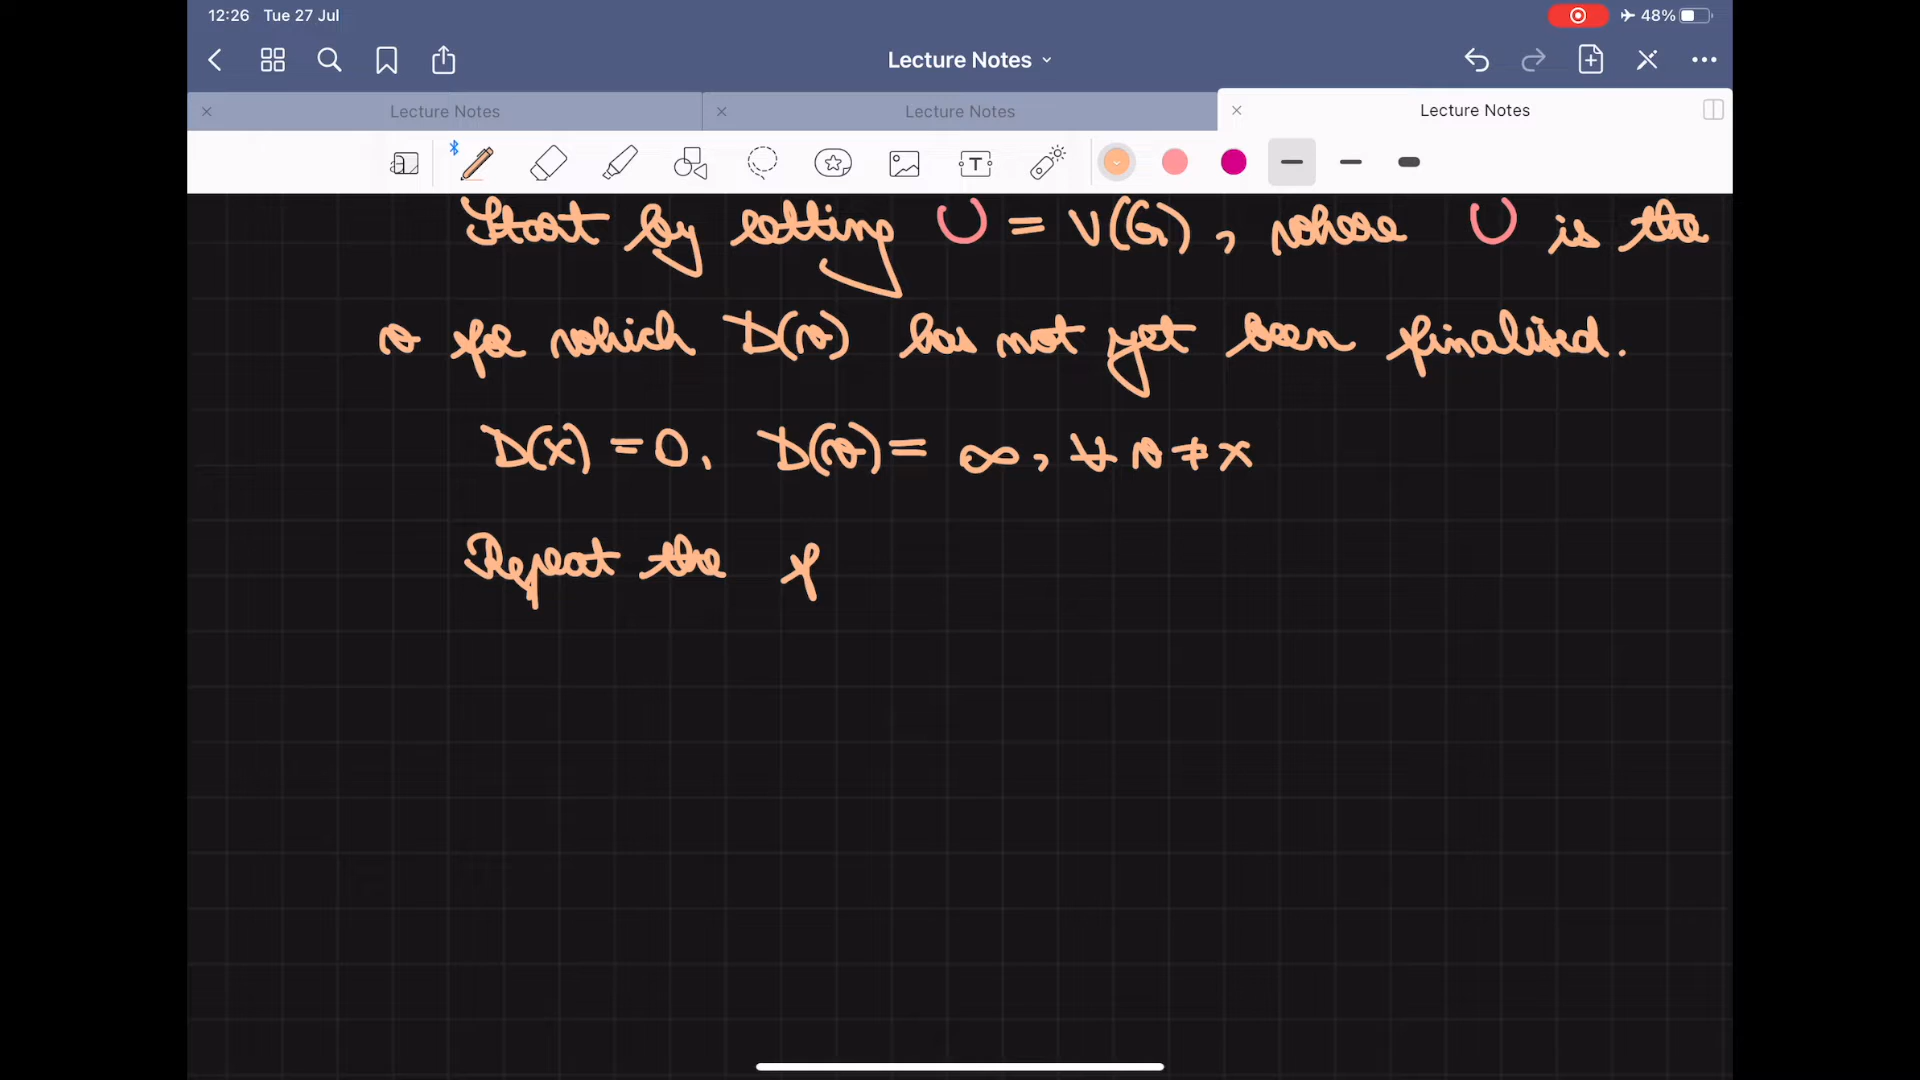 12:26 Tue 27 Jul
48%
Lecture Notes
Lecture Notes
Lecture Notes
Lecture Notes
Start by setting U = V(G), where U is the
v for which D(v) has not yet been finalised.
D(x) = 0, D(v) = ∞, ∀ v ≠ x
Repeat the f